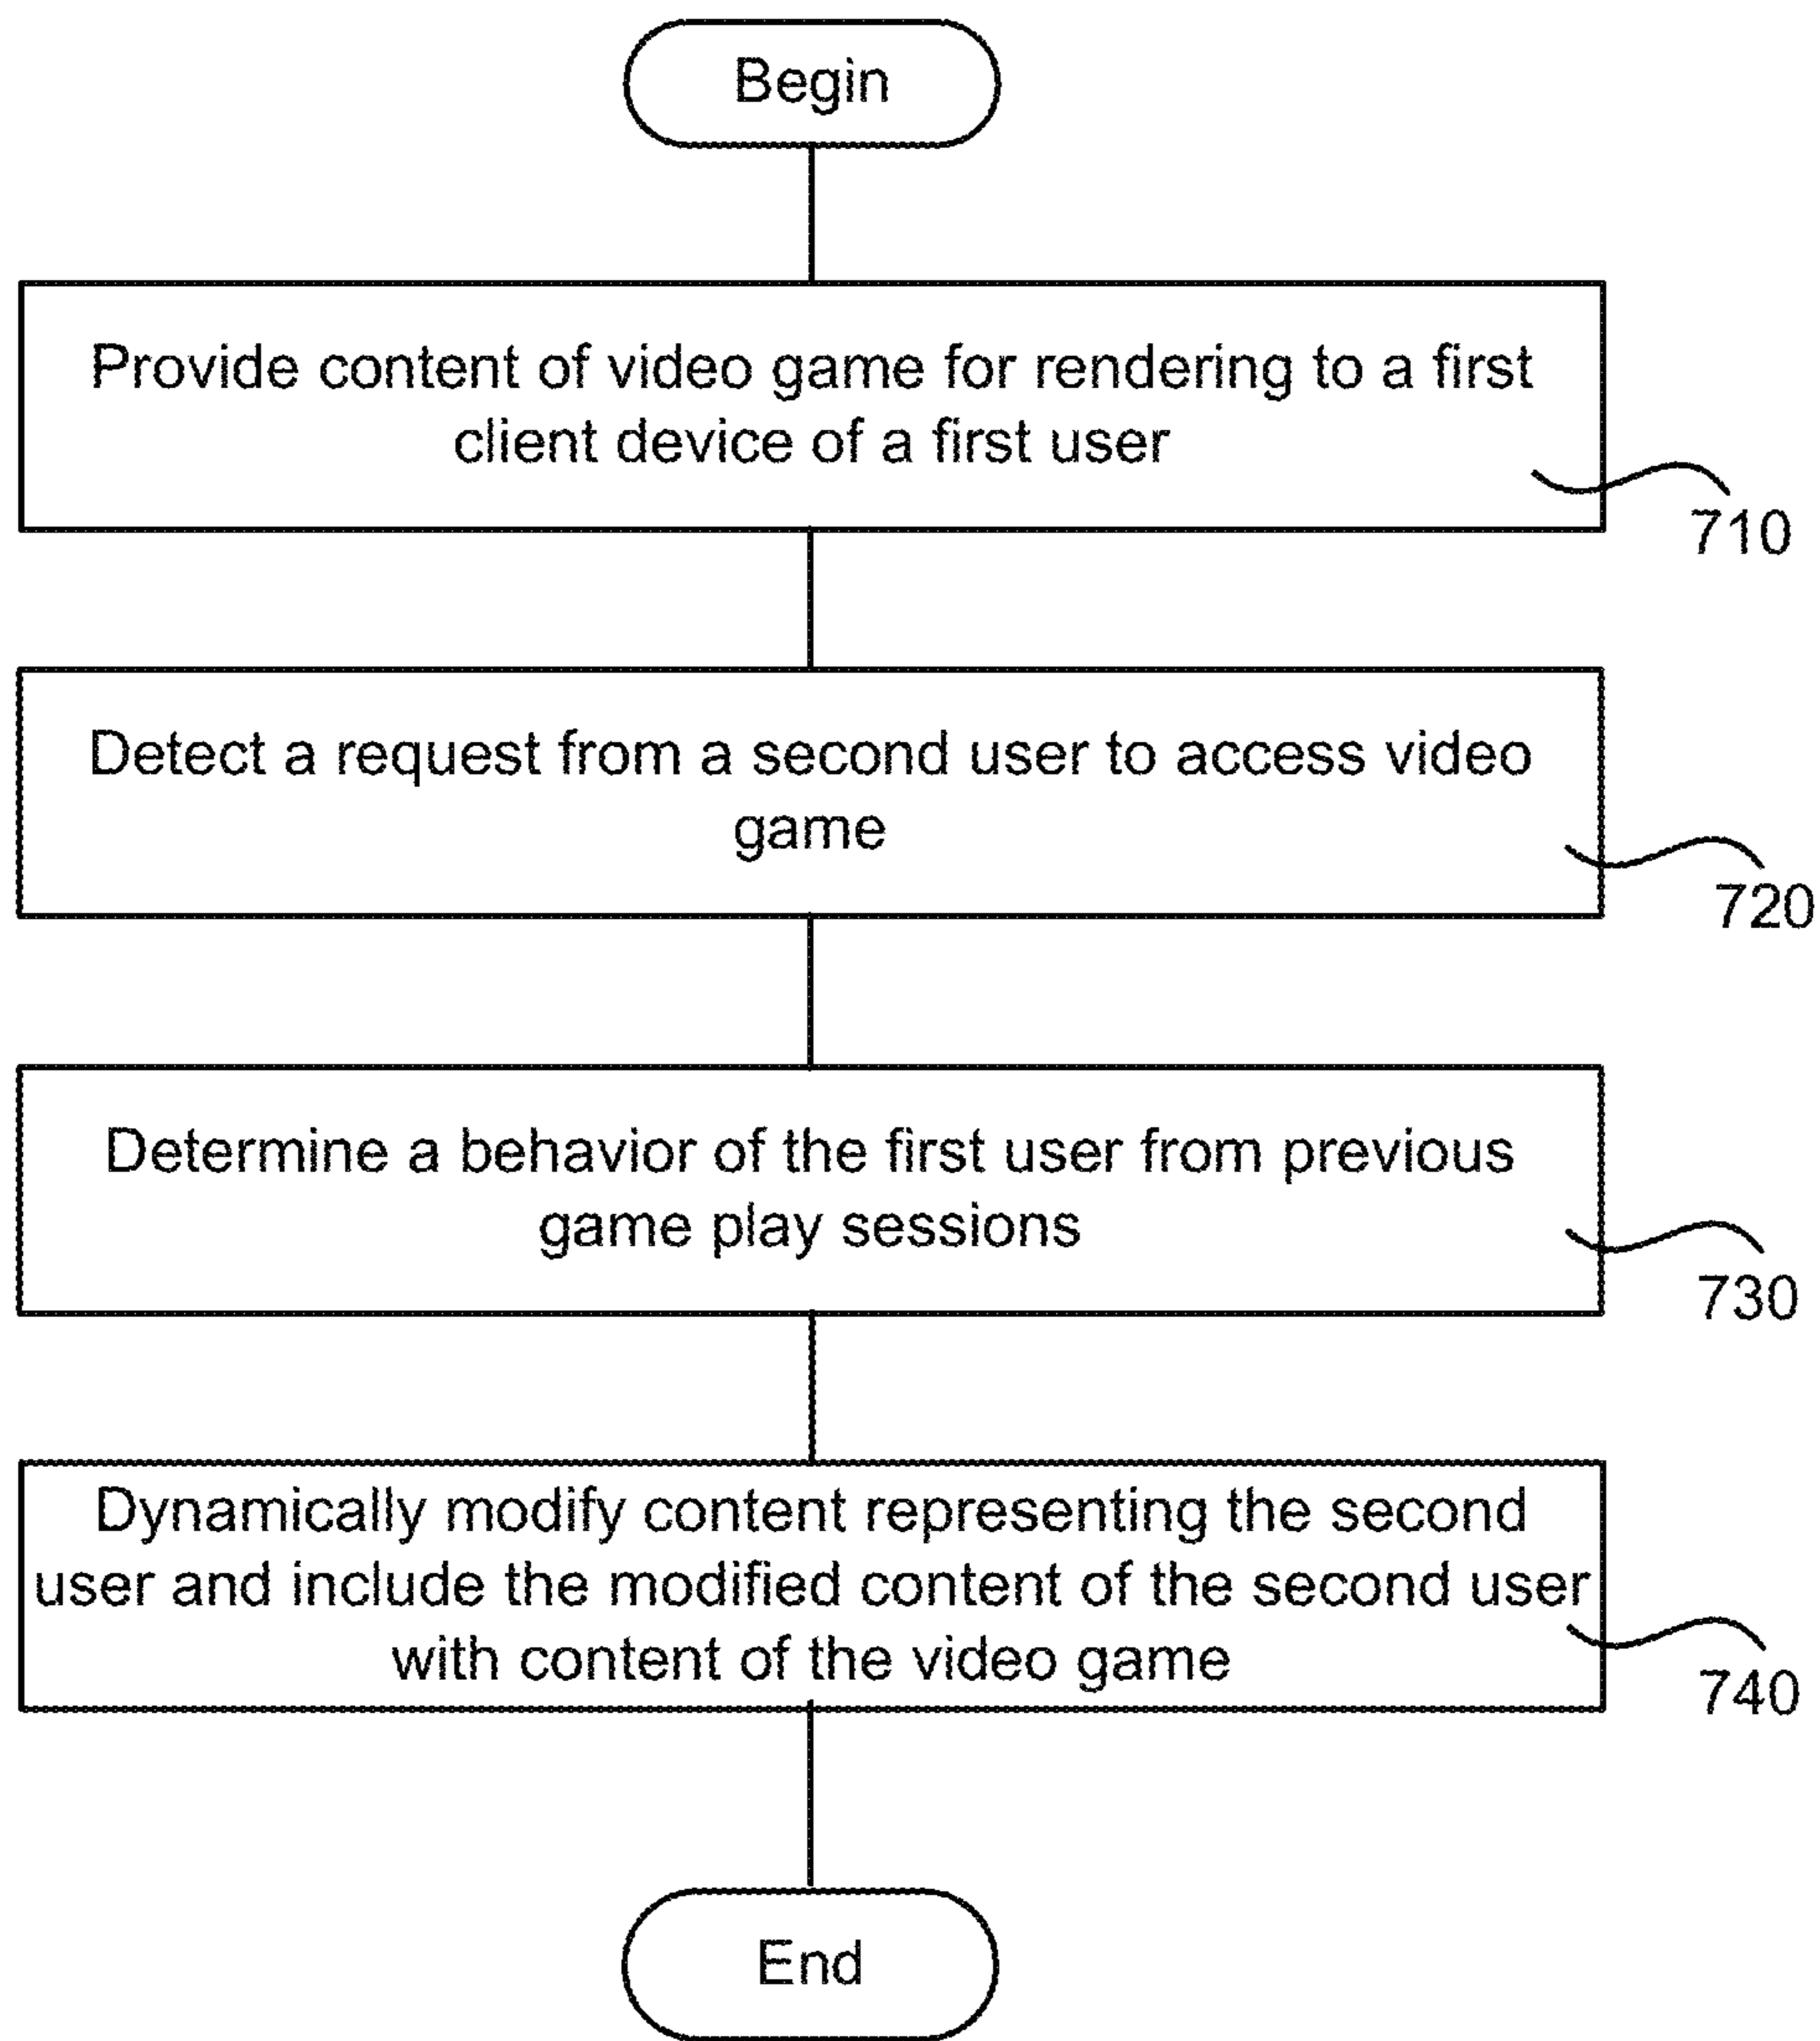 Begin
Provide content of video game for rendering to a first
client device of a first user
710
Detect a request from a second user to access video
game
720
Determine a behavior of the first user from previous
game play sessions
730
Dynamically modify content representing the second
user and include the modified content of the second user
with content of the video game
740
End